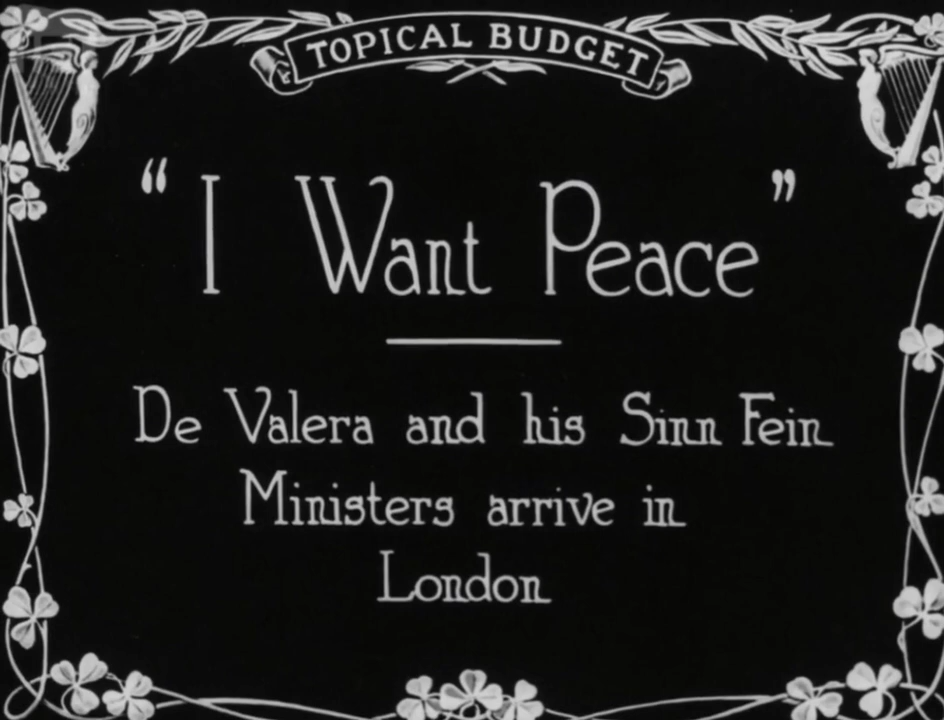 TOPICAL BUDGET
“I Want Peace”
De Valera and his Sinn Fein
Ministers arrive in
London